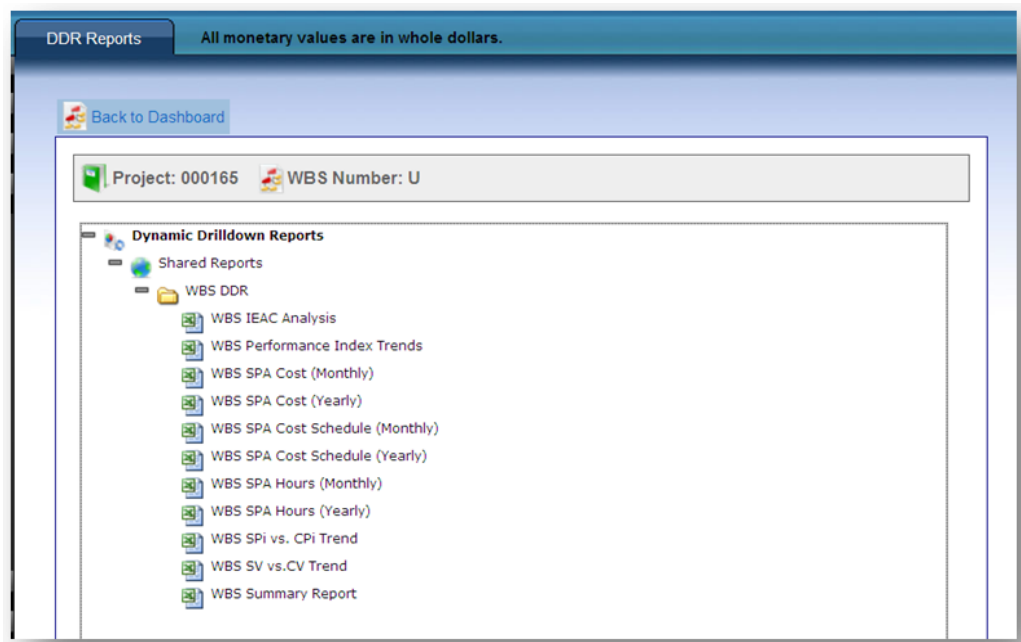 DDR Reports All monetary values are in whole dollars.
Back to Dashboard
Project: 000165 WBS Number: U
Dynamic Drilldown Reports
Shared Reports
WBS DDR
WBS IEAC Analysis
WBS Performance Index Trends
WBS SPA Cost (Monthly)
WBS SPA Cost (Yearly)
WBS SPA Cost Schedule (Monthly)
WBS SPA Cost Schedule (Yearly)
WBS SPA Hours (Monthly)
WBS SPA Hours (Yearly)
WBS SPi vs. CPi Trend
WBS SV vs.CV Trend
WBS Summary Report